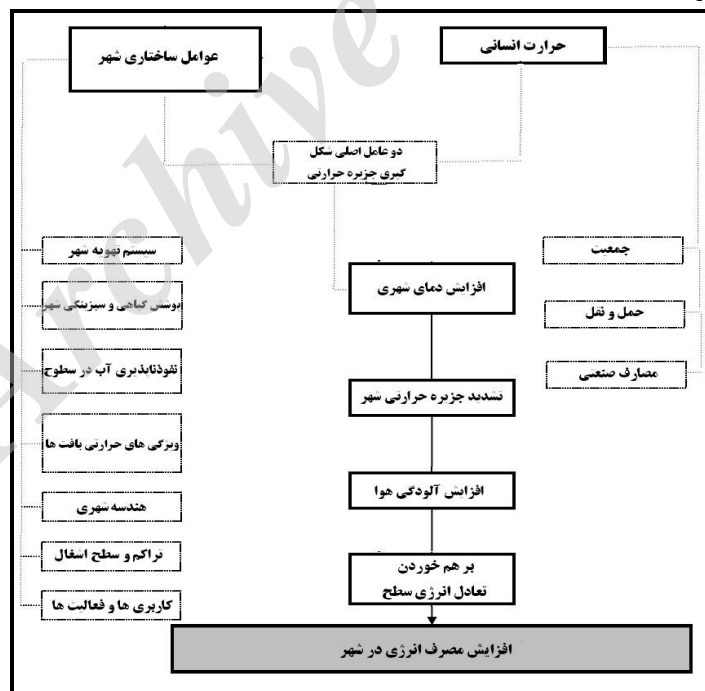 حرارت انسانی
عوامل ساختاری شهر
دو عامل اصلی شکل
گیری جزیره حرارتی
جمعیت
حمل و نقل
مصارف صنعتی
افزایش دمای شهری
تشدید جزیره حرارتی شهر
افزایش آلودگی هوا
بر هم خوردن
تعادل انرژی سطح
سیستم تهویه شهر
پوشش گیاهی و سبزینگی شهر
نفوذناپذیری آب در سطوح
ویژگی های حرارتی بافت ها
هندسه شهری
تراکم و سطح اشغال
کاربری ها و فعالیت ها
افزایش مصرف انرژی در شهر
Archive